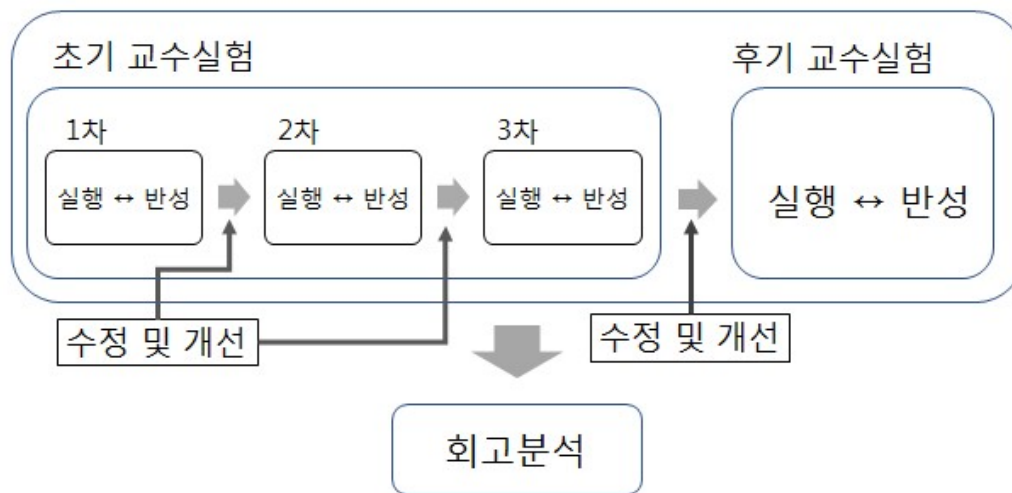 초기 교수실험
후기 교수실험
1차
2차
3차
실행 ↔ 반성
실행 ↔ 반성
실행 ↔ 반성
실행 ↔ 반성
수정 및 개선
수정 및 개선
회고분석